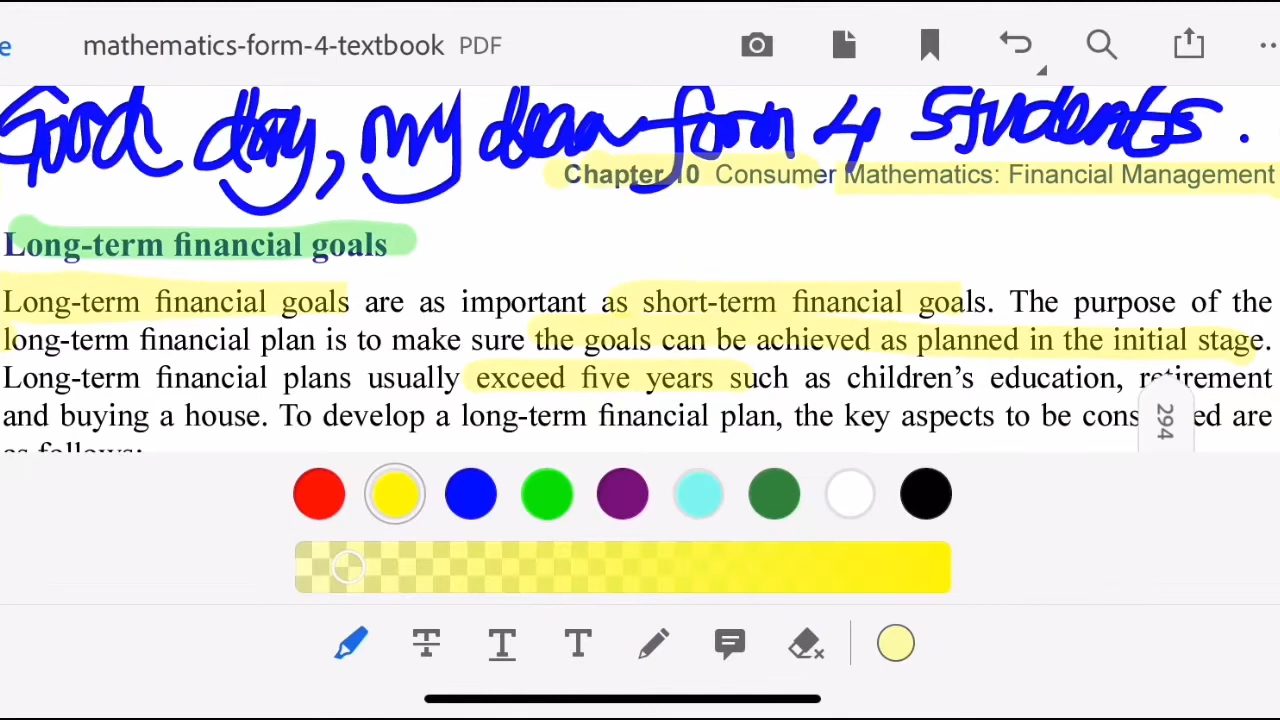 e mathematics-form-4-textbook PDF
Good day, my dear form 4 students.
Chapter 10 Consumer Mathematics: Financial Management
Long-term financial goals
Long-term financial goals are as important as short-term financial goals. The purpose of the
long-term financial plan is to make sure the goals can be achieved as planned in the initial stage.
Long-term financial plans usually exceed five years such as children's education, retirement
and buying a house. To develop a long-term financial plan, the key aspects to be considered are
as follows:
294